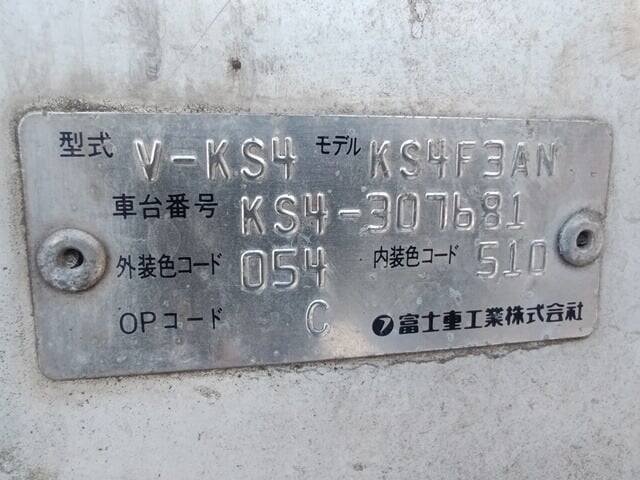 型式 V-KS4 モデル KS4F3AN
車台番号 KS4-307681
外装色コード 054 内装色コード 510
OPコード C 富士重工業株式会社